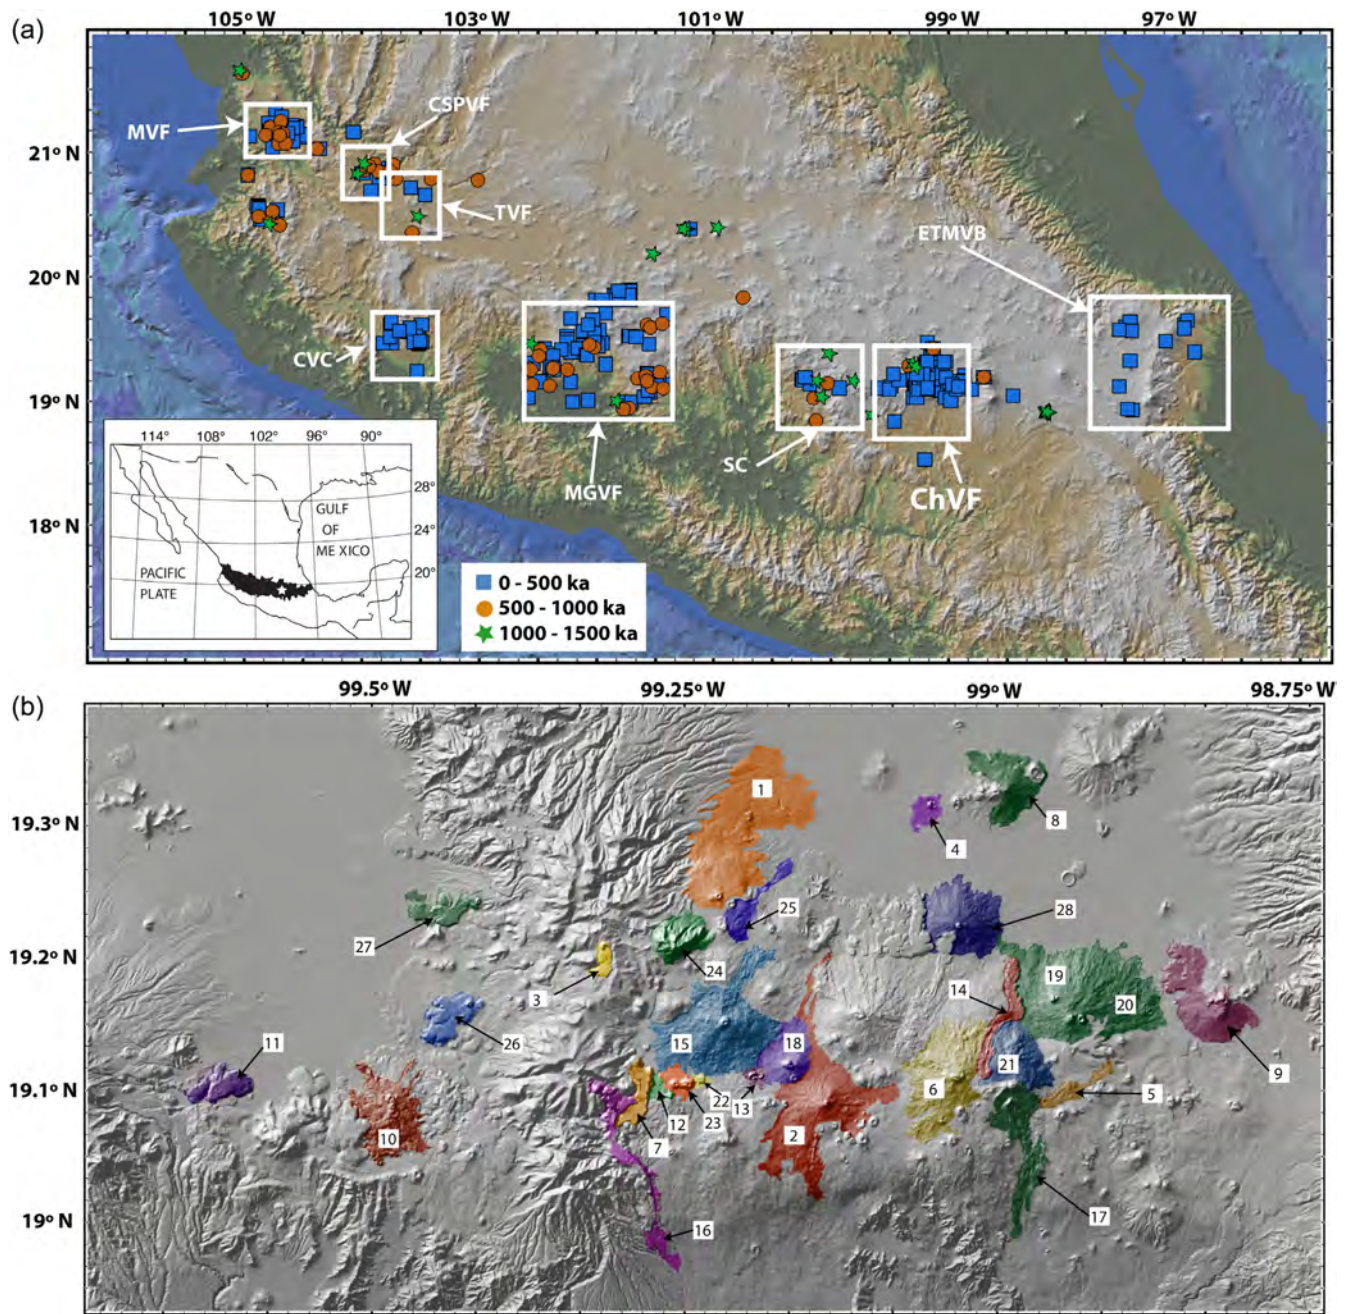 (a)
105°W 103°W 101°W 99°W 97°W
CSPVF
MVF
21° N
TVF
ETMVB
20° N
CVC
19° N
SC
MGVF
ChVF
18° N
114° 108° 102° 96° 90°
28°
GULF
OF
ME XICO
24°
PACIFIC
PLATE
20°
0 - 500 ka
500 - 1000 ka
1000 - 1500 ka
(b)
99.5°W 99.25°W 99°W 98.75°W
1
19.3° N
4
8
25
28
27
24
19.2° N
3
19
14
20
26
15
18
11
21
9
6
19.1° N
22
13
5
12
23
10
7
2
17
19° N
16